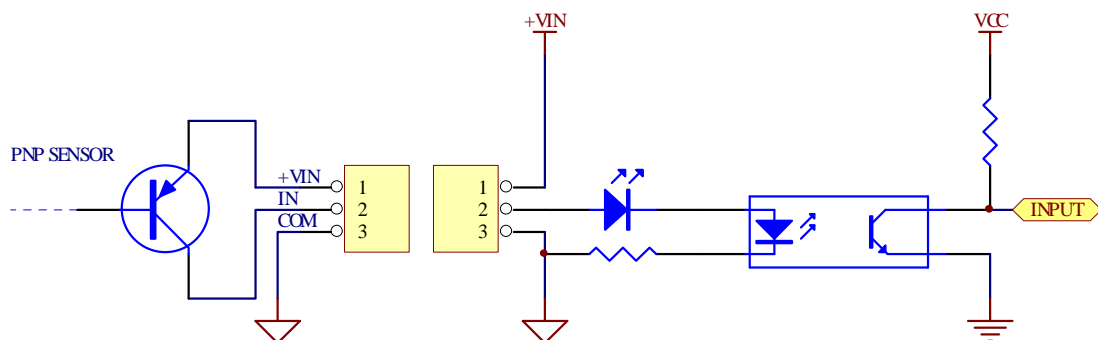 +VIN
VCC
PNP SENSOR
+VIN
IN
COM
1
2
3
1
2
3
INPUT